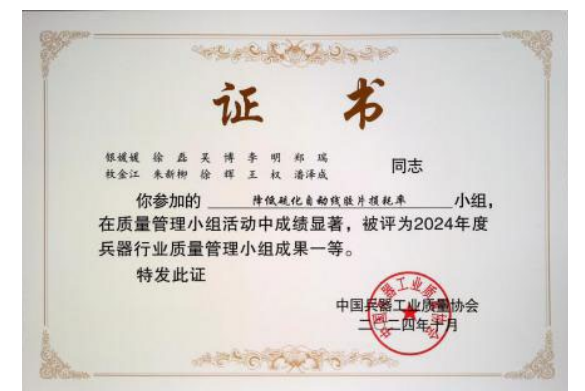 证 书
银媛媛 徐磊 吴博 李明 郑瑞
枚金江 朱新柳 徐辉 王权 潘泽成
同志
你参加的 降低硫化自动线胶片损耗率 小组,
在质量管理小组活动中成绩显著，被评为2024年度
兵器行业质量管理小组成果一等。
特发此证
中国兵器工业质量协会
二〇二四年十月